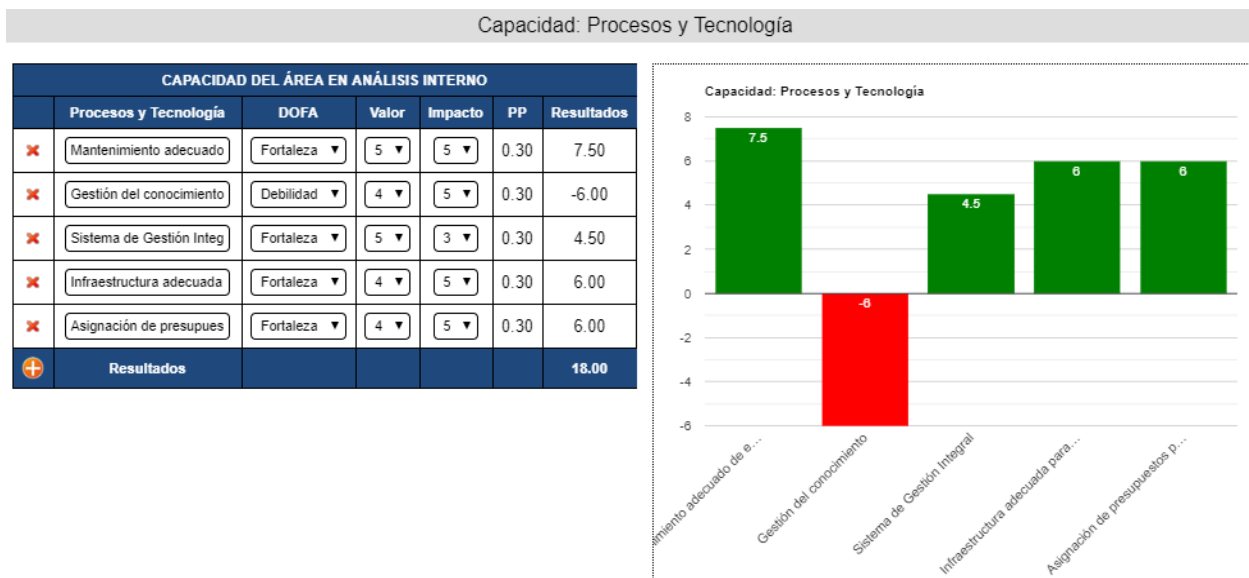 Capacidad: Procesos y Tecnología
CAPACIDAD DEL ÁREA EN ANÁLISIS INTERNO
Procesos y Tecnología DOFA Valor Impacto PP Resultados
Mantenimiento adecuado Fortaleza 5 5 0.30 7.50
Gestión del conocimiento Debilidad 4 5 0.30 -6.00
Sistema de Gestión Integ Fortaleza 5 3 0.30 4.50
Infraestructura adecuada Fortaleza 4 5 0.30 6.00
Asignación de presupues Fortaleza 4 5 0.30 6.00
Resultados 18.00
Capacidad: Procesos y Tecnología
8
6
4
2
0
-2
-4
-6
7.5
-6
4.5
6
6
imiento adecuado de e...
Gestión del conocimiento
Sistema de Gestión Integral
Infraestructura adecuada para...
Asignación de presupuestos p...